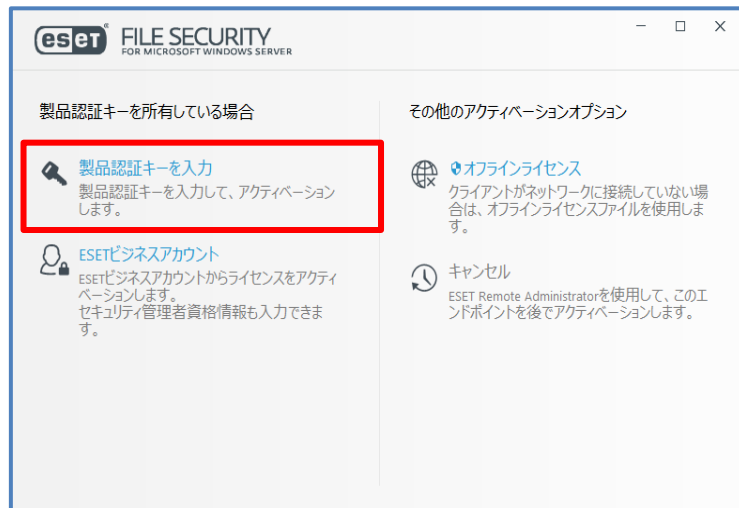 eset FILE SECURITY
FOR MICROSOFT WINDOWS SERVER
製品認証キーを所有している場合
製品認証キーを入力
製品認証キーを入力して、アクティベーション
します。
ESETビジネスアカウント
ESETビジネスアカウントからライセンスをアクティ
ベーションします。
セキュリティ管理者資格情報も入力できま
す。
その他のアクティベーションオプション
オフラインライセンス
クライアントがネットワークに接続していない場
合は、オフラインライセンスファイルを使用しま
す。
キャンセル
ESET Remote Administratorを使用して、このエ
ンドポイントを後でアクティベーションします。